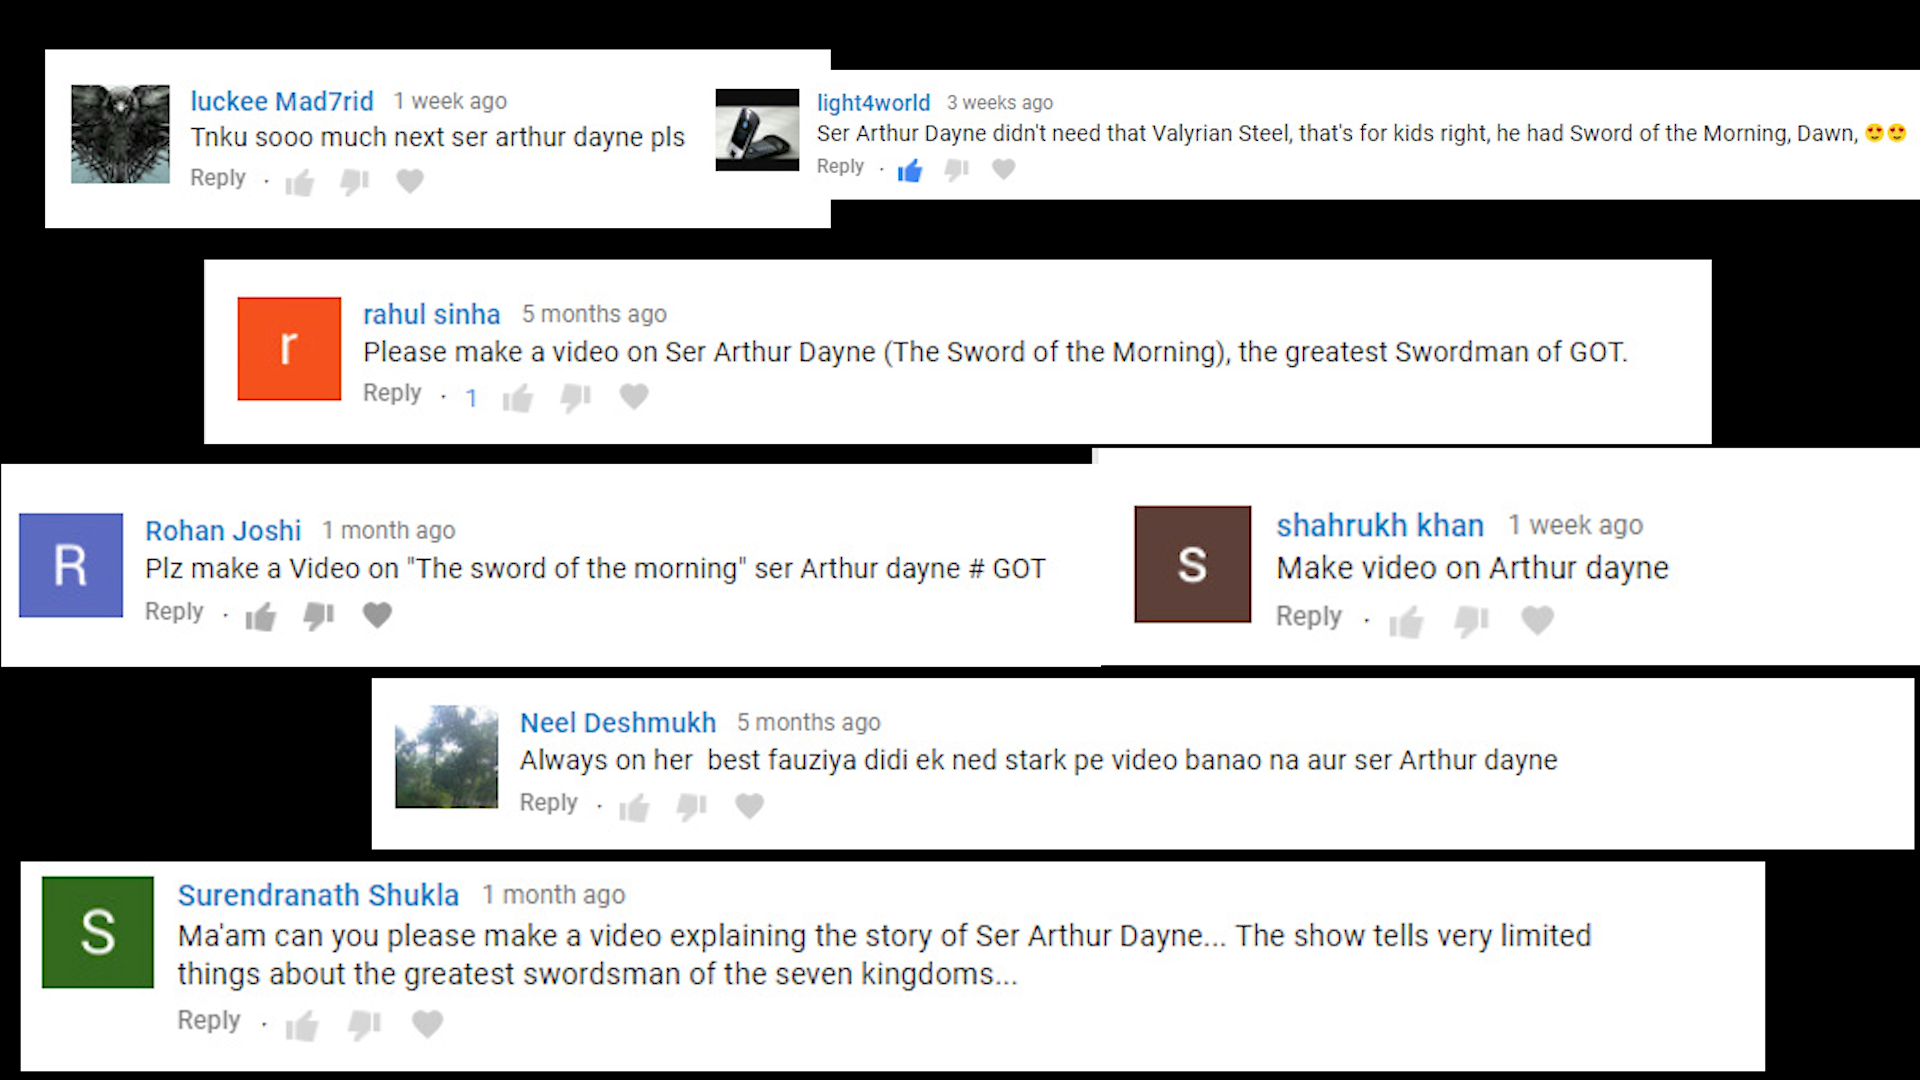 luckee Mad7rid 1 week ago
Tnku sooo much next ser arthur dayne pls
Reply ·
light4world 3 weeks ago
Ser Arthur Dayne didn't need that Valyrian Steel, that's for kids right, he had Sword of the Morning, Dawn, 😍😍
Reply ·
r
rahul sinha 5 months ago
Please make a video on Ser Arthur Dayne (The Sword of the Morning), the greatest Swordman of GOT.
Reply · 1
R
Rohan Joshi 1 month ago
Plz make a Video on "The sword of the morning" ser Arthur dayne # GOT
Reply ·
S
shahrukh khan 1 week ago
Make video on Arthur dayne
Reply ·
Neel Deshmukh 5 months ago
Always on her  best fauziya didi ek ned stark pe video banao na aur ser Arthur dayne
Reply ·
S
Surendranath Shukla 1 month ago
Ma'am can you please make a video explaining the story of Ser Arthur Dayne... The show tells very limited
things about the greatest swordsman of the seven kingdoms...
Reply ·